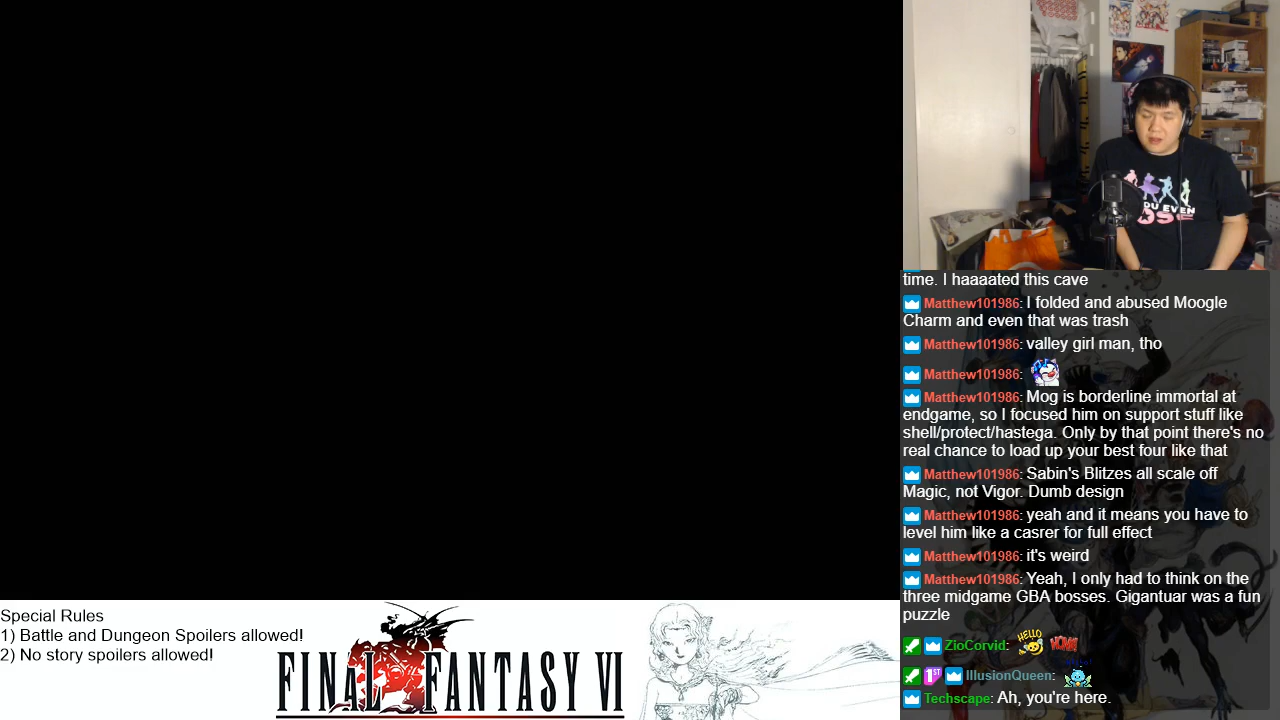 time. I haaaated this cave
Matthew101986: I folded and abused Moogle
Charm and even that was trash
Matthew101986: valley girl man, tho
Matthew101986:
Matthew101986: Mog is borderline immortal at
endgame, so I focused him on support stuff like
shell/protect/hastega. Only by that point there's no
real chance to load up your best four like that
Matthew101986: Sabin's Blitzes all scale off
Magic, not Vigor. Dumb design
Matthew101986: yeah and it means you have to
level him like a casrer for full effect
Matthew101986: it's weird
Matthew101986: Yeah, I only had to think on the
three midgame GBA bosses. Gigantuar was a fun
puzzle
ZioCorvid: HELLO
1ST IllusionQueen:
Techscape: Ah, you're here.
Special Rules
1) Battle and Dungeon Spoilers allowed!
2) No story spoilers allowed!
FINAL FANTASY VI